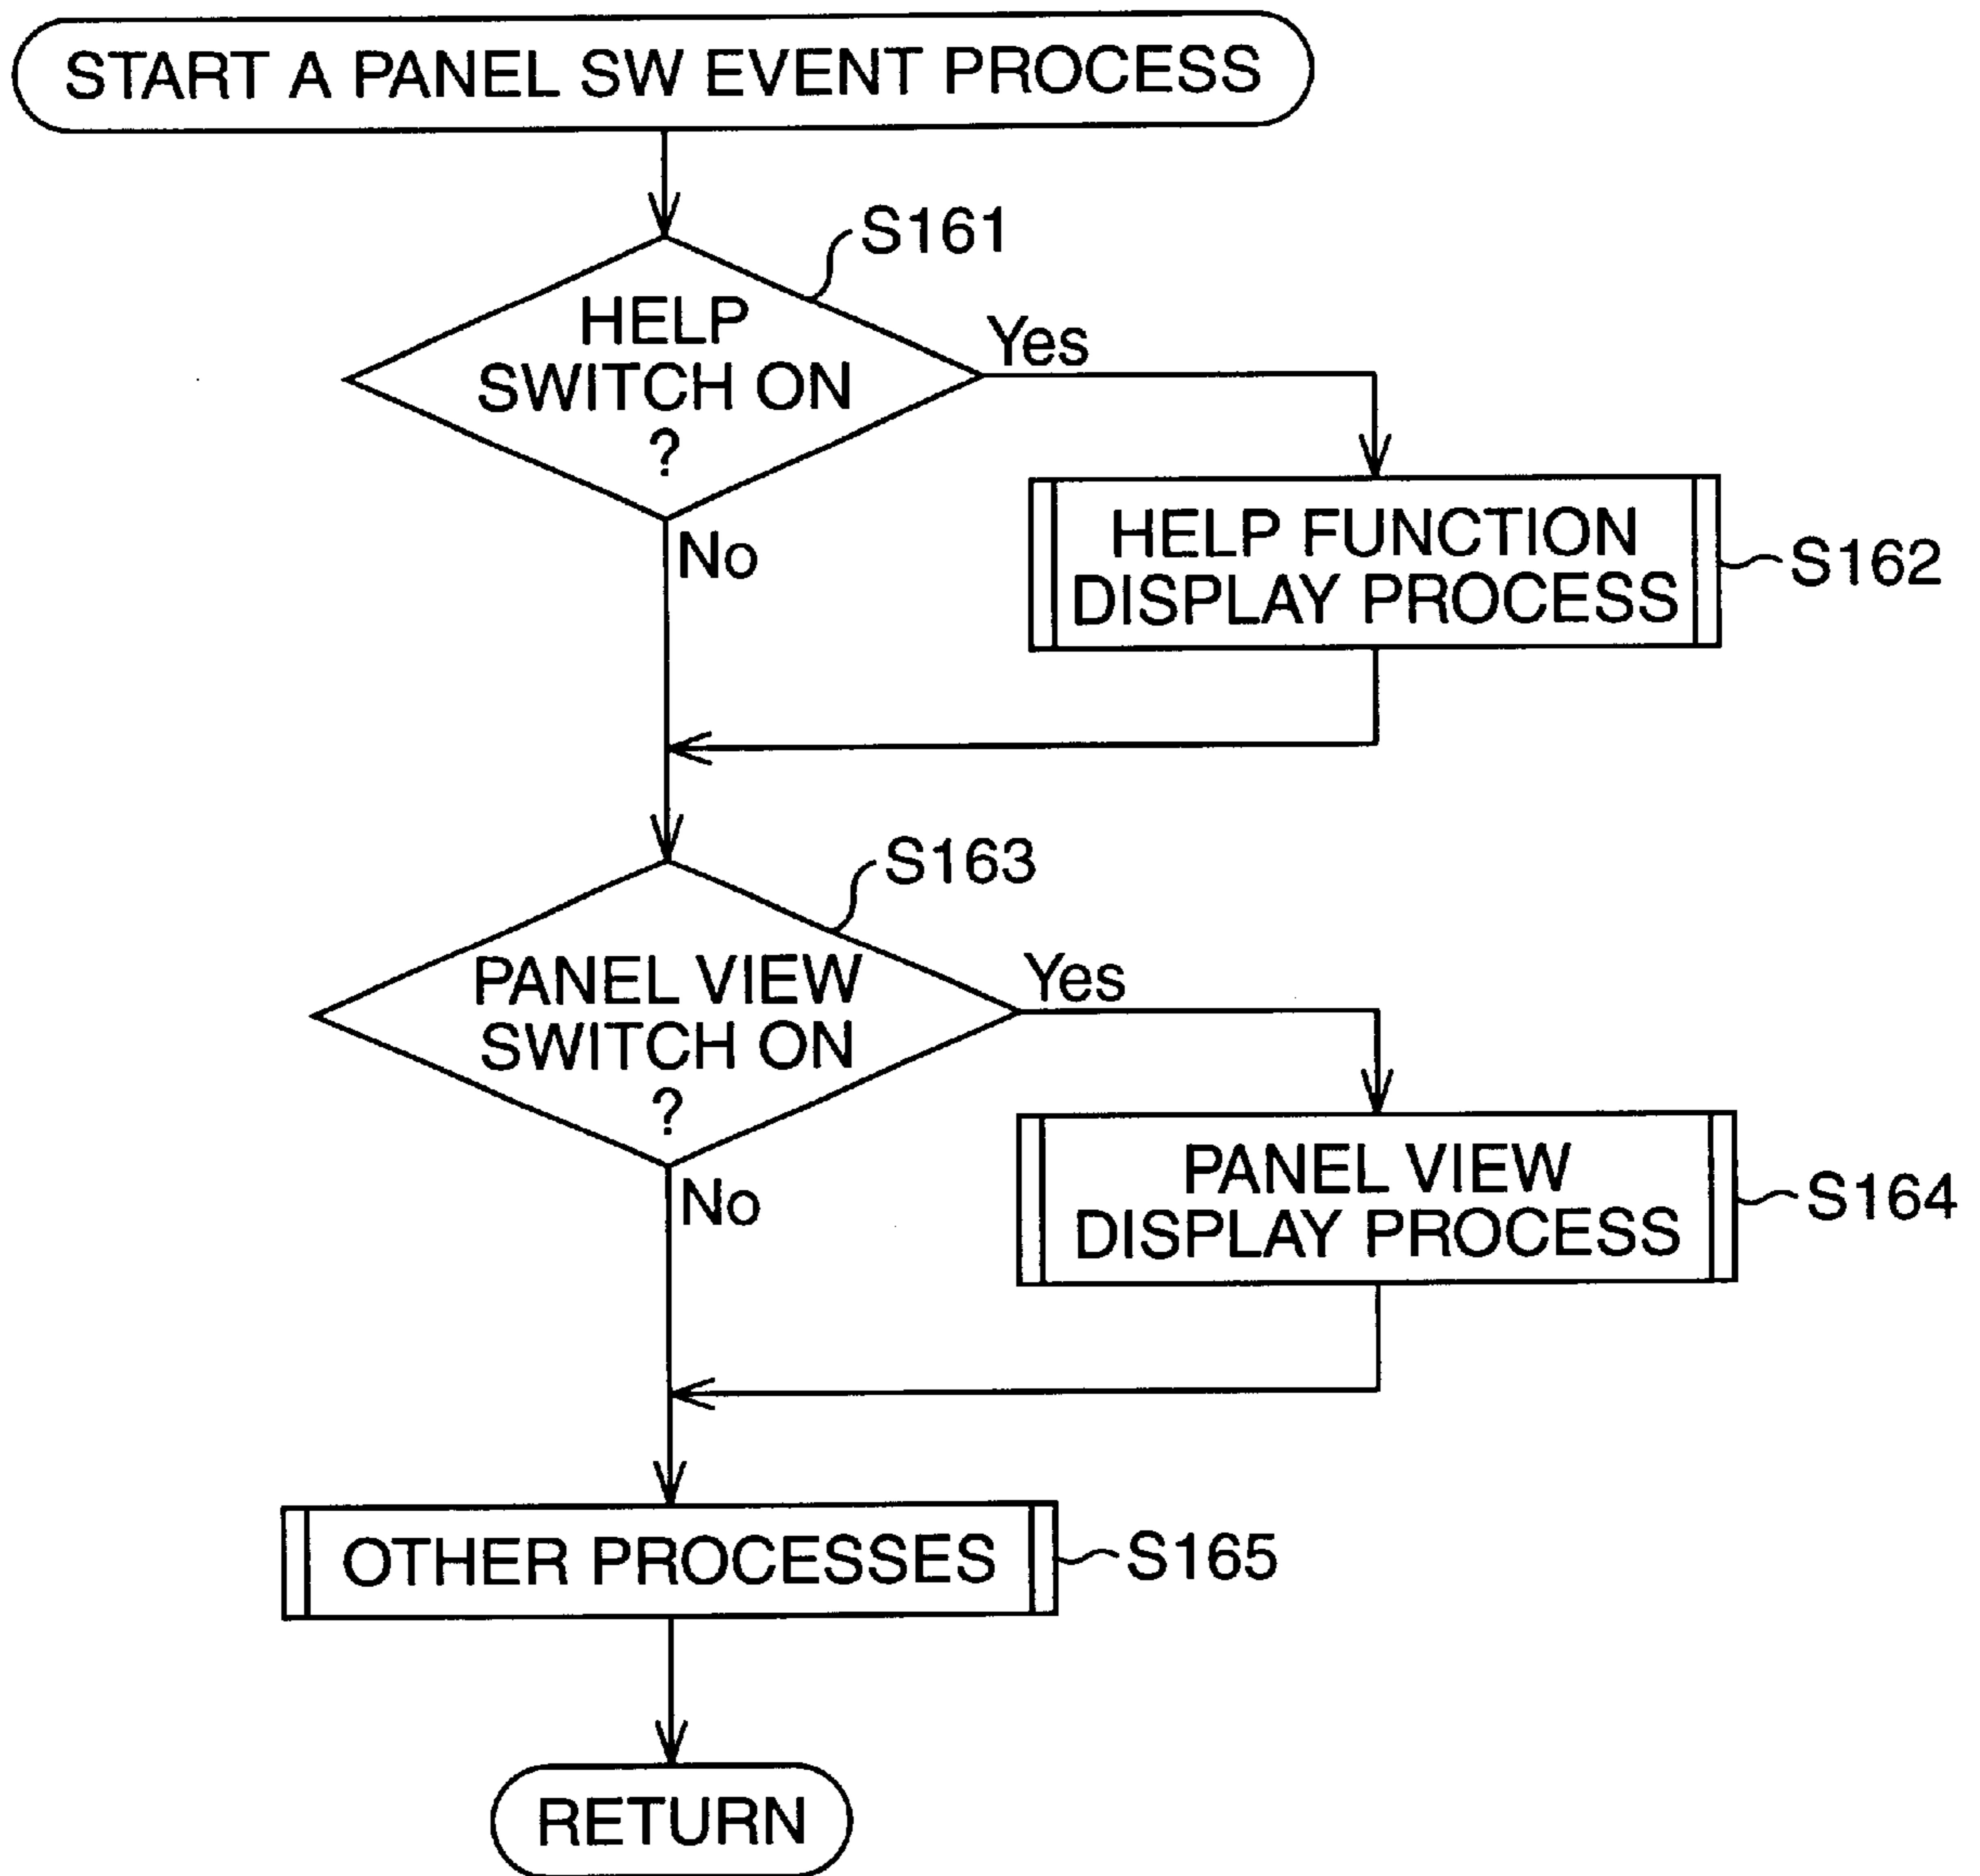 START A PANEL SW EVENT PROCESS
S161
HELP
SWITCH ON
?
Yes
No
HELP FUNCTION
DISPLAY PROCESS
S162
S163
PANEL VIEW
SWITCH ON
?
Yes
No
PANEL VIEW
DISPLAY PROCESS
S164
OTHER PROCESSES
S165
RETURN